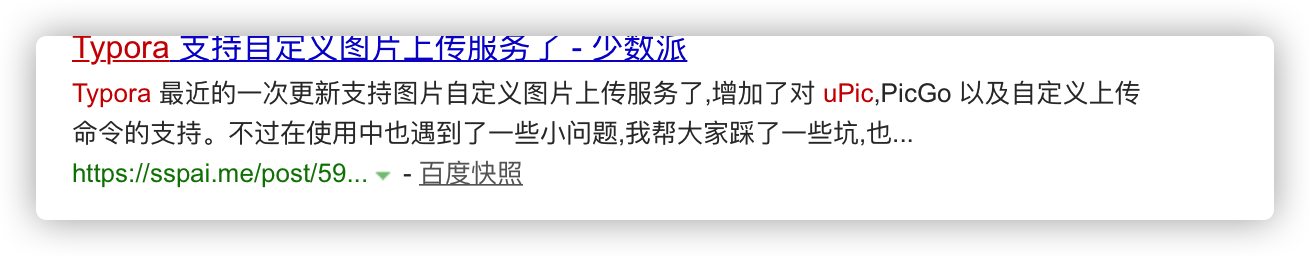 Typora 支持自定义图片上传服务了 - 少数派
Typora 最近的一次更新支持图片自定义图片上传服务了,增加了对 uPic,PicGo 以及自定义上传
命令的支持。不过在使用中也遇到了一些小问题,我帮大家踩了一些坑,也...
https://sspai.me/post/59... - 百度快照